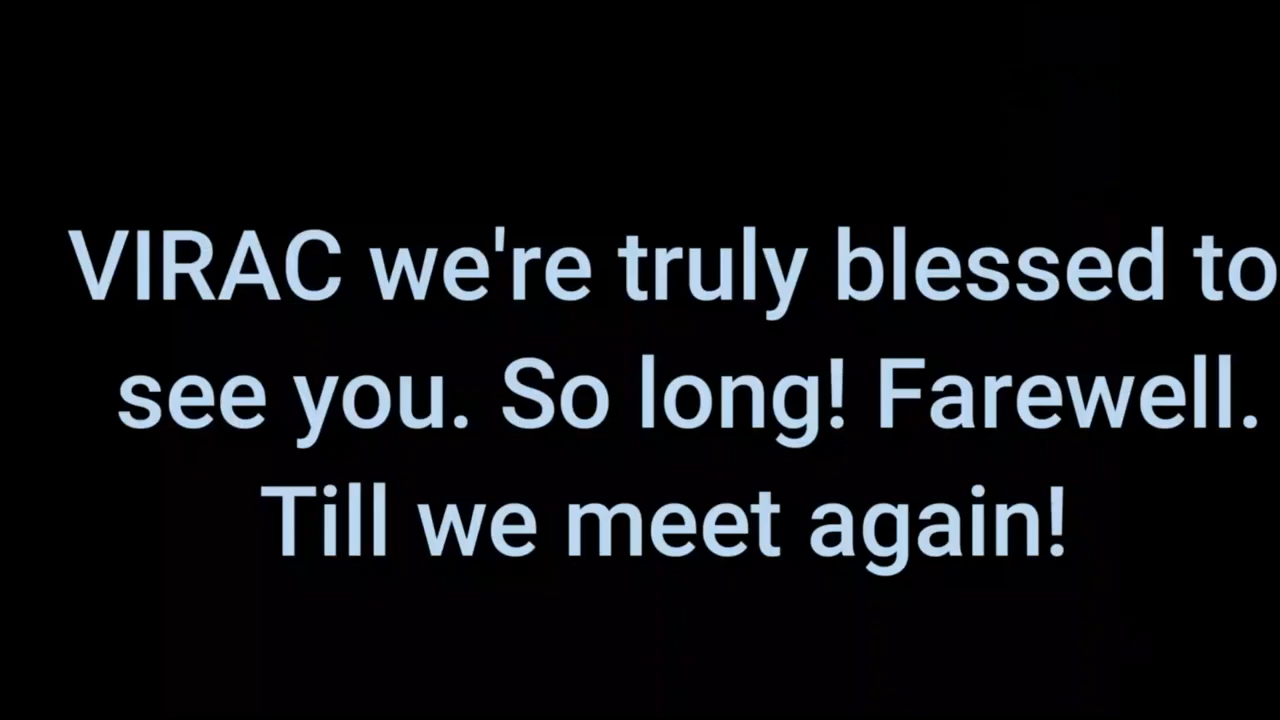 VIRAC we're truly blessed to
see you. So long! Farewell.
Till we meet again!